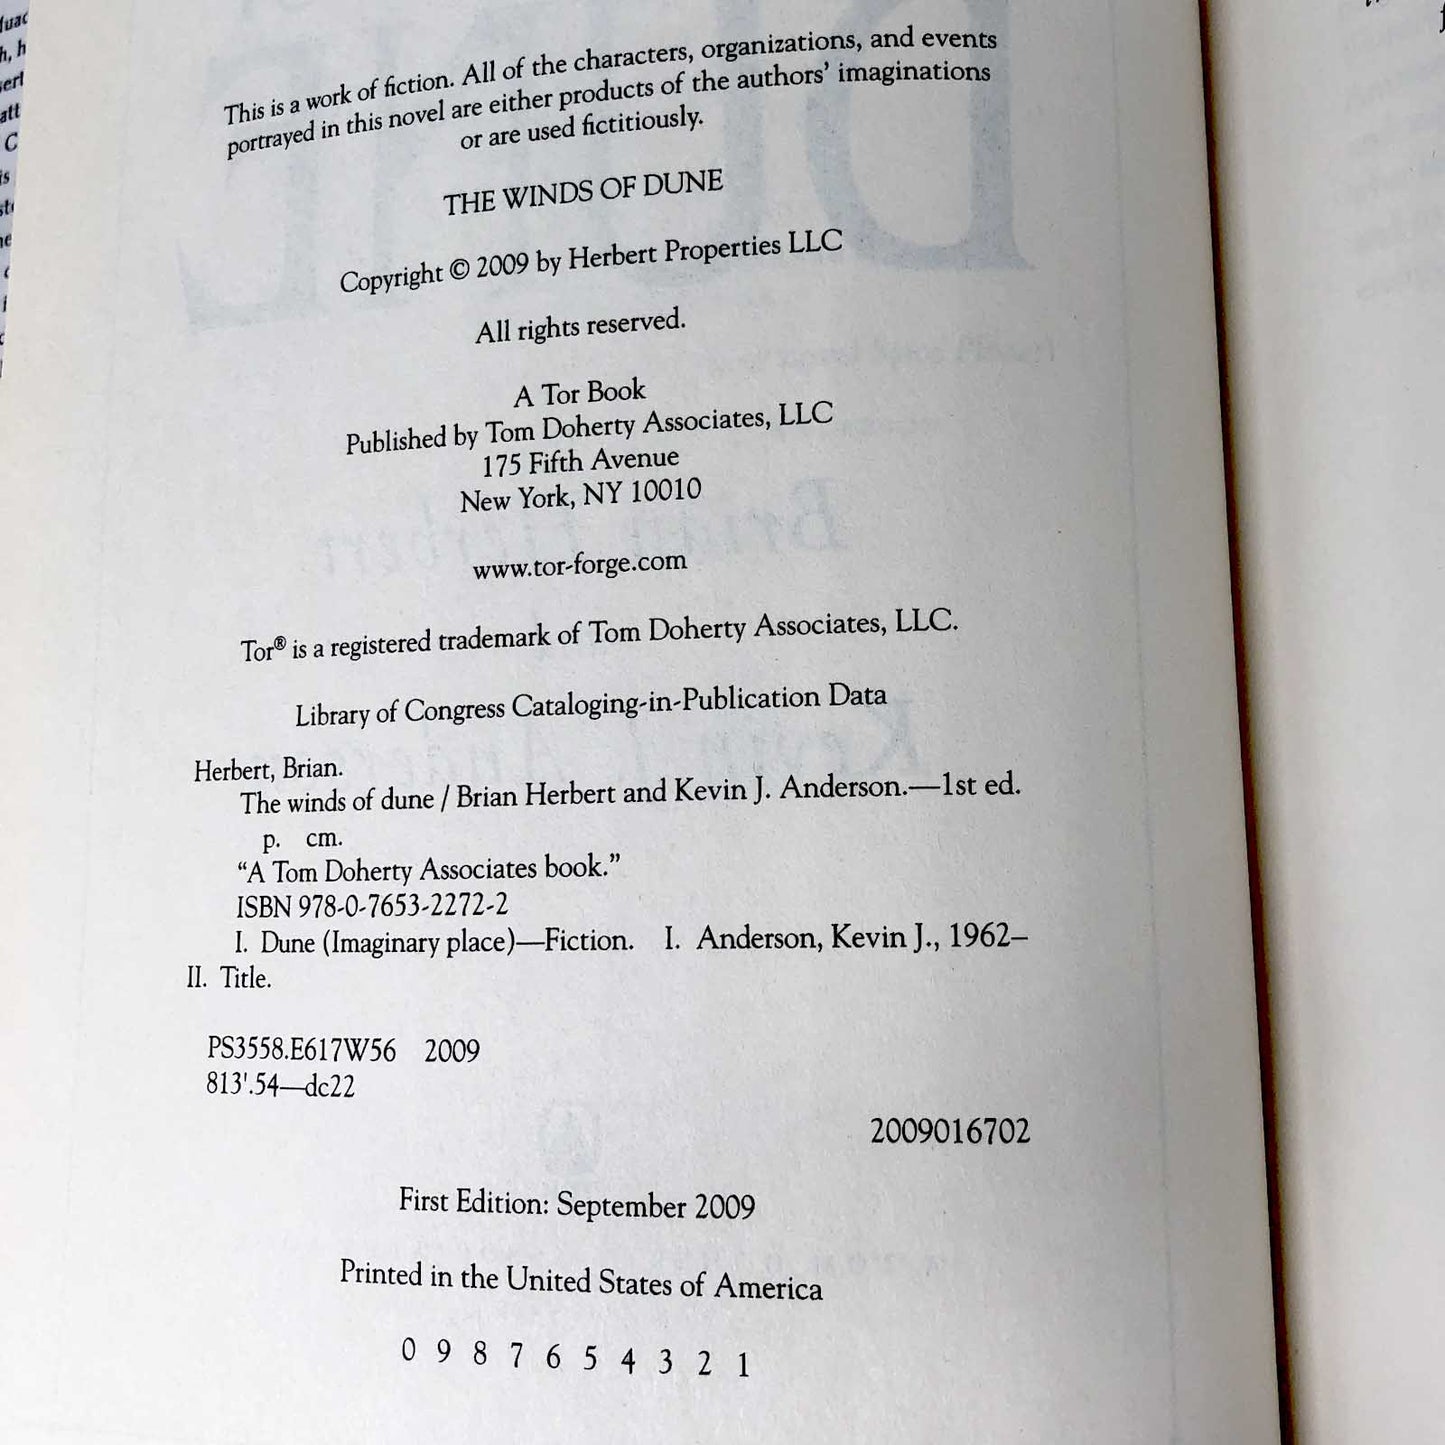 This is a work of fiction. All of the characters, organizations, and events
portrayed in this novel are either products of the authors’ imaginations
or are used fictitiously.
THE WINDS OF DUNE
Copyright © 2009 by Herbert Properties LLC
All rights reserved.
A Tor Book
Published by Tom Doherty Associates, LLC
175 Fifth Avenue
New York, NY 10010
www.tor-forge.com
Tor® is a registered trademark of Tom Doherty Associates, LLC.
Library of Congress Cataloging-in-Publication Data
Herbert, Brian.
The winds of dune / Brian Herbert and Kevin J. Anderson.—1st ed.
p. cm.
“A Tom Doherty Associates book.”
ISBN 978-0-7653-2272-2
I. Dune (Imaginary place)—Fiction. I. Anderson, Kevin J., 1962–
II. Title.
PS3558.E617W56 2009
813'.54—dc22
2009016702
First Edition: September 2009
Printed in the United States of America
0 9 8 7 6 5 4 3 2 1